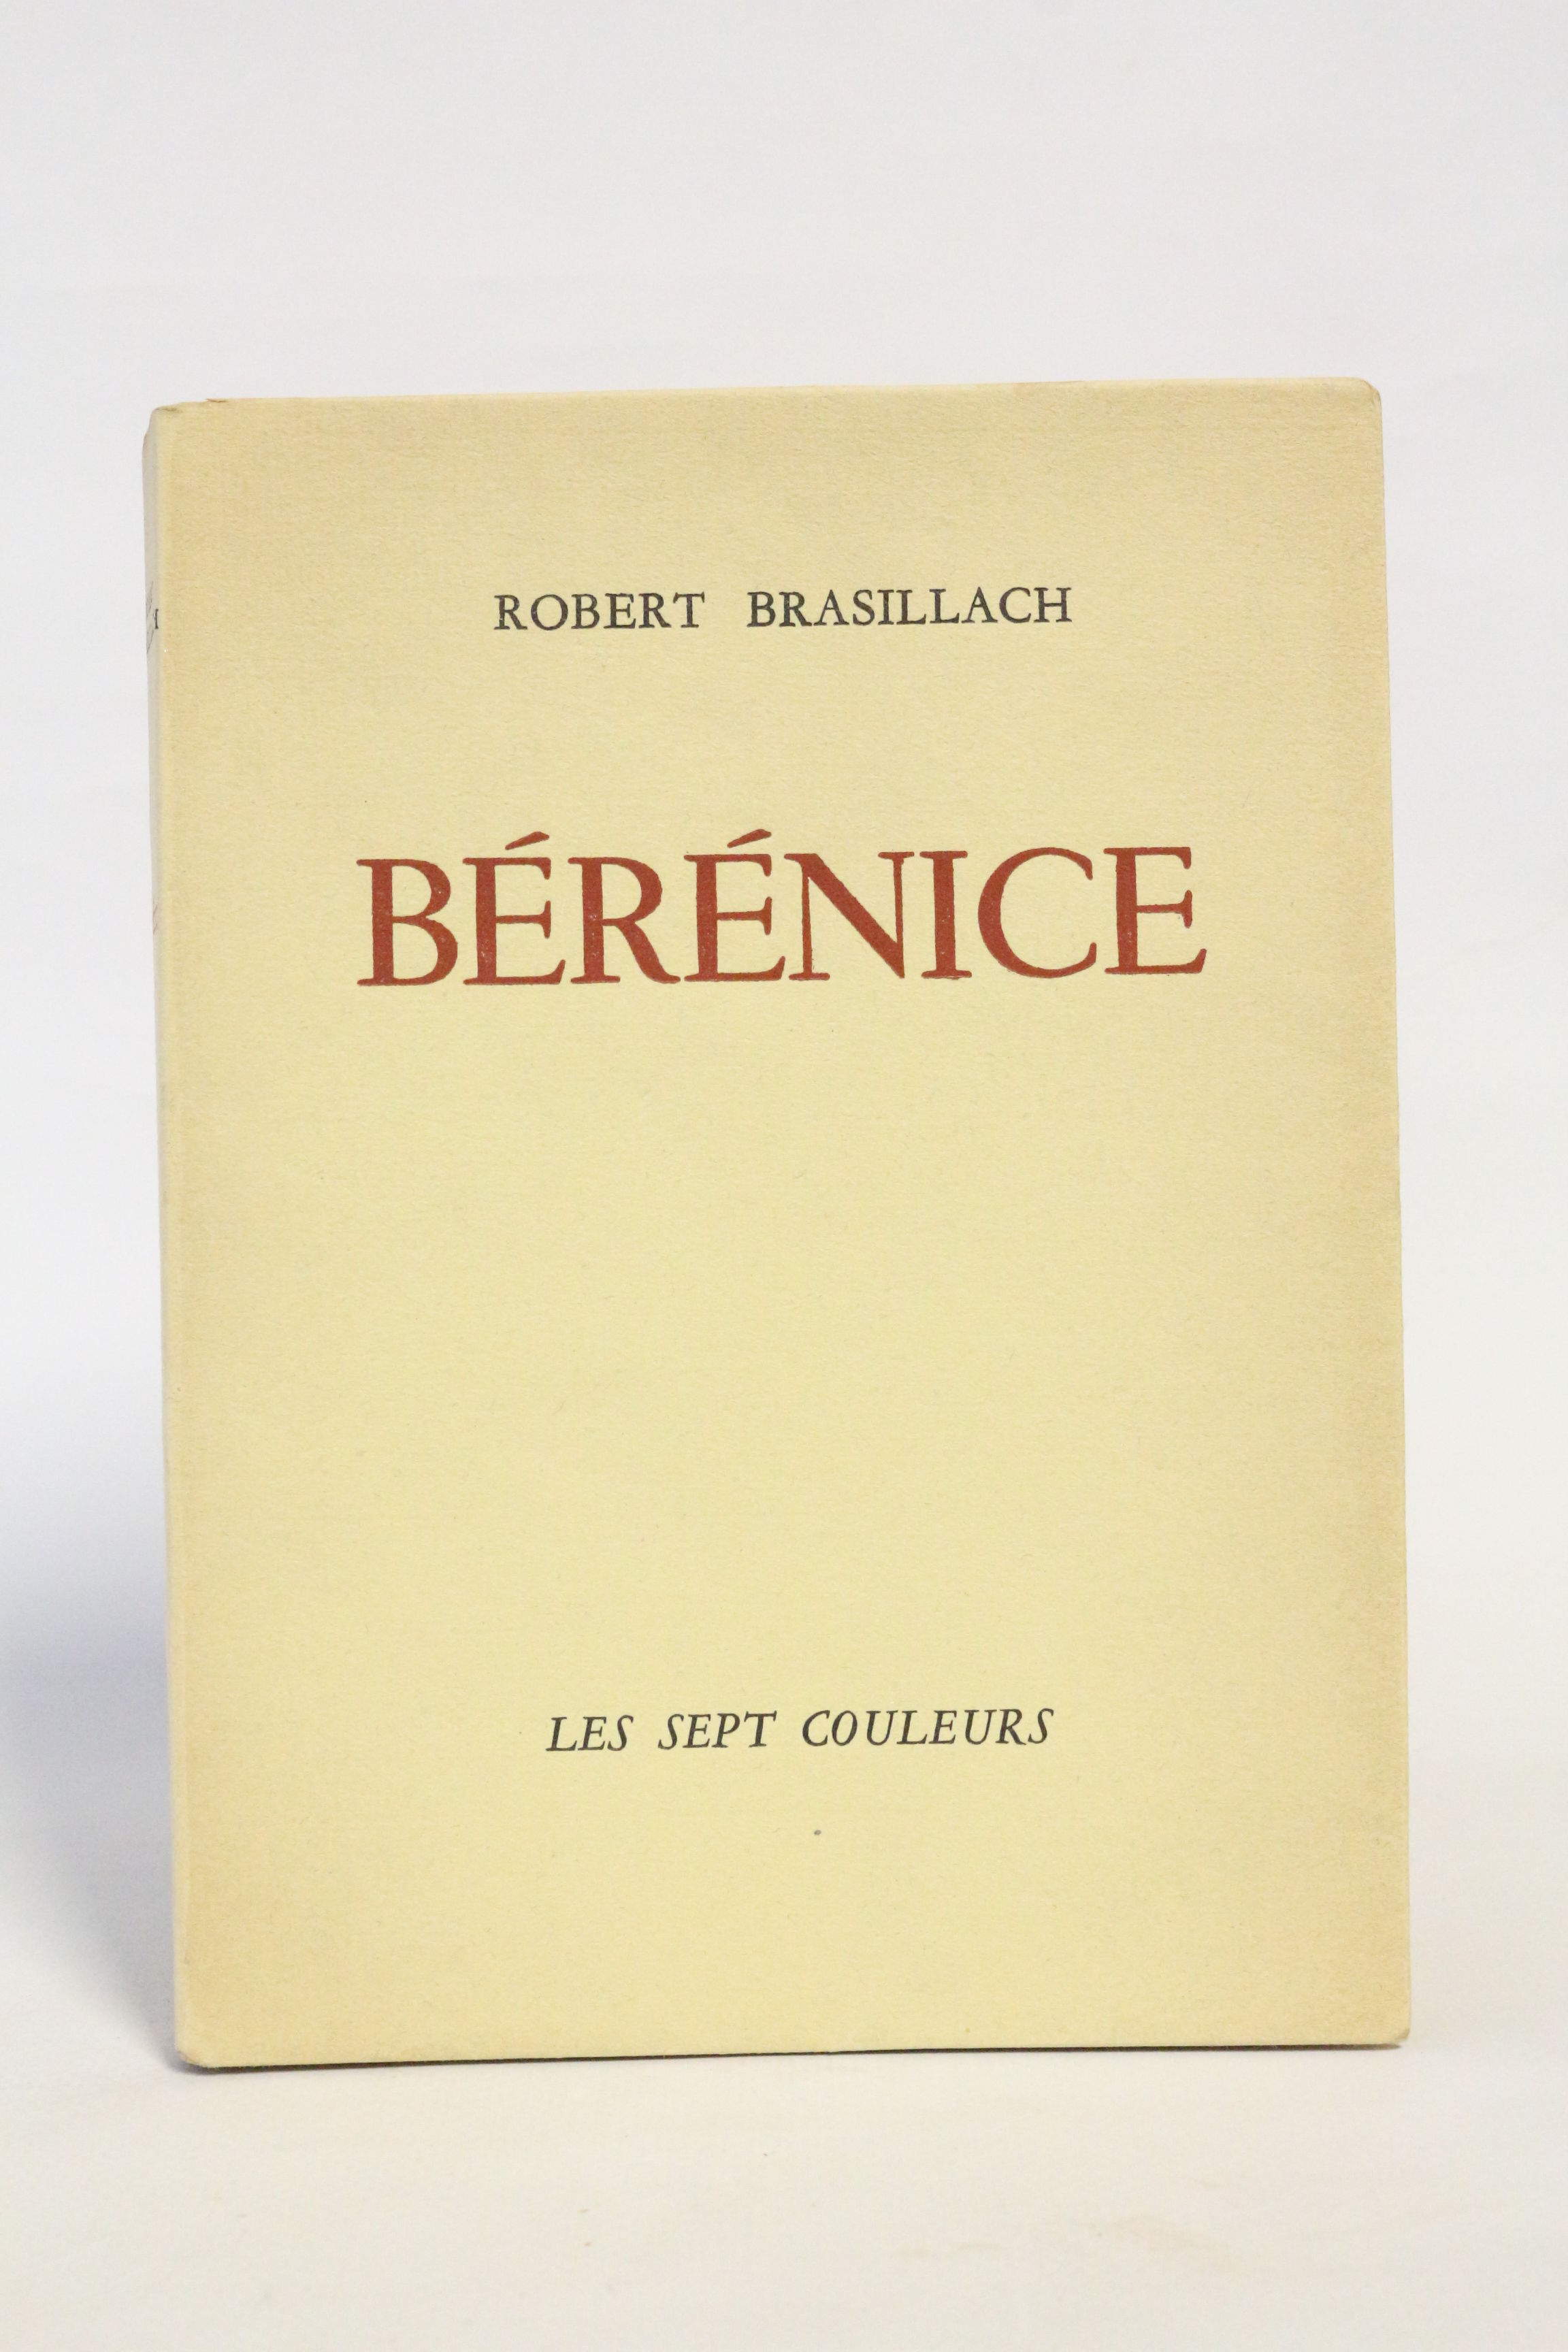 ROBERT BRASILLACH
BÉRÉNICE
LES SEPT COULEURS